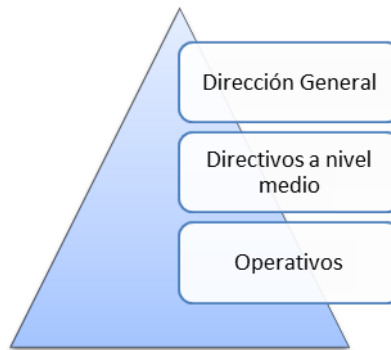 Dirección General
Directivos a nivel
medio
Operativos